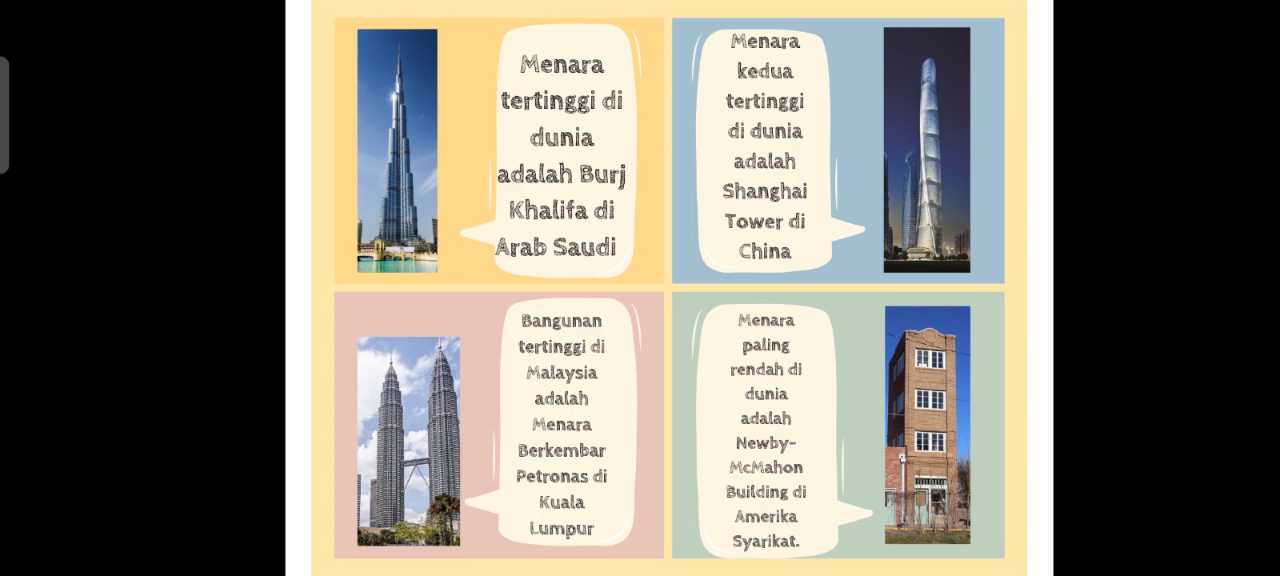 Menara
tertinggi di
dunia
adalah Burj
Khalifa di
Arab Saudi
Menara
kedua
tertinggi
di dunia
adalah
Shanghai
Tower di
China
Bangunan
tertinggi di
Malaysia
adalah
Menara
Berkembar
Petronas di
Kuala
Lumpur
Menara
paling
rendah di
dunia
adalah
Newby-
McMahon
Building di
Amerika
Syarikat.